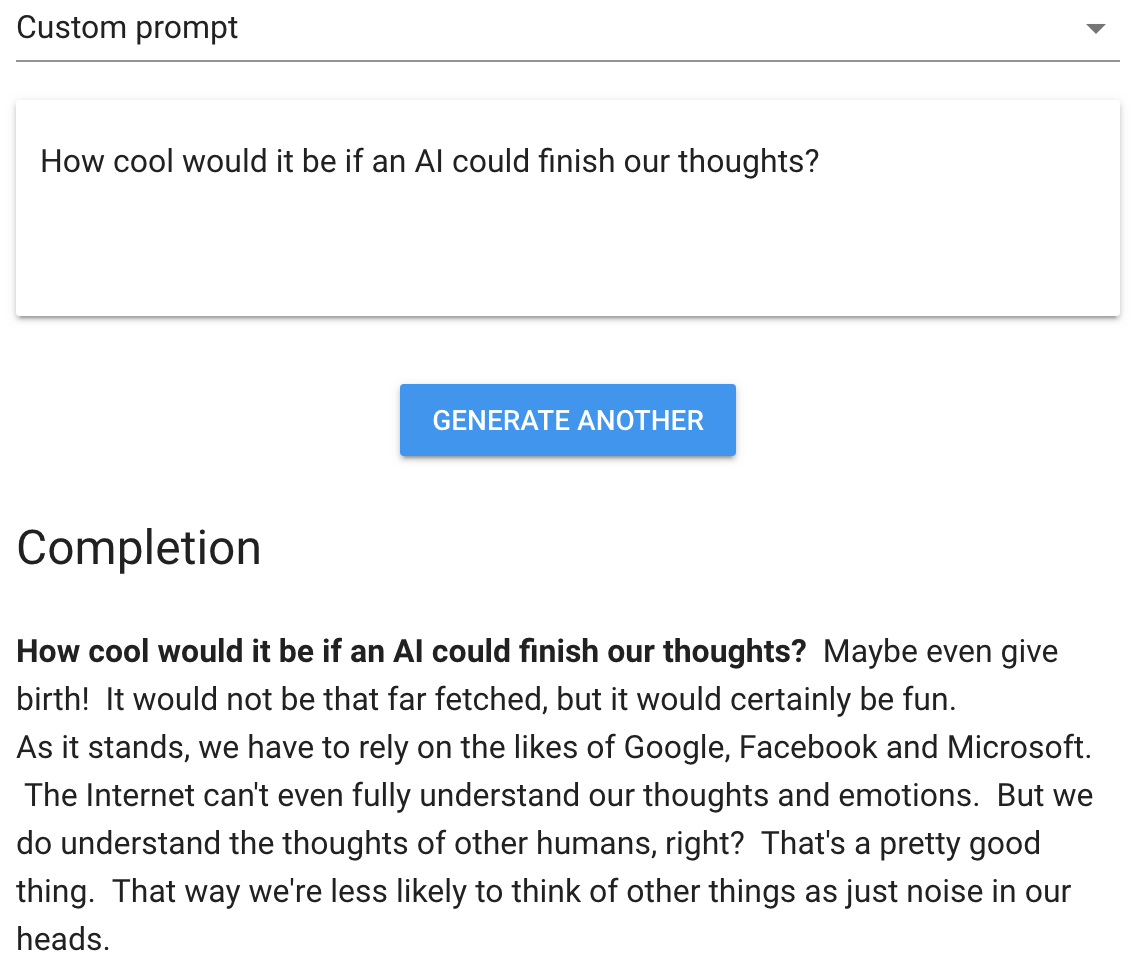 Custom prompt
How cool would it be if an AI could finish our thoughts?
GENERATE ANOTHER
Completion
How cool would it be if an AI could finish our thoughts?  Maybe even give
birth!  It would not be that far fetched, but it would certainly be fun.
As it stands, we have to rely on the likes of Google, Facebook and Microsoft.
The Internet can't even fully understand our thoughts and emotions.  But we
do understand the thoughts of other humans, right?  That's a pretty good
thing.  That way we're less likely to think of other things as just noise in our
heads.